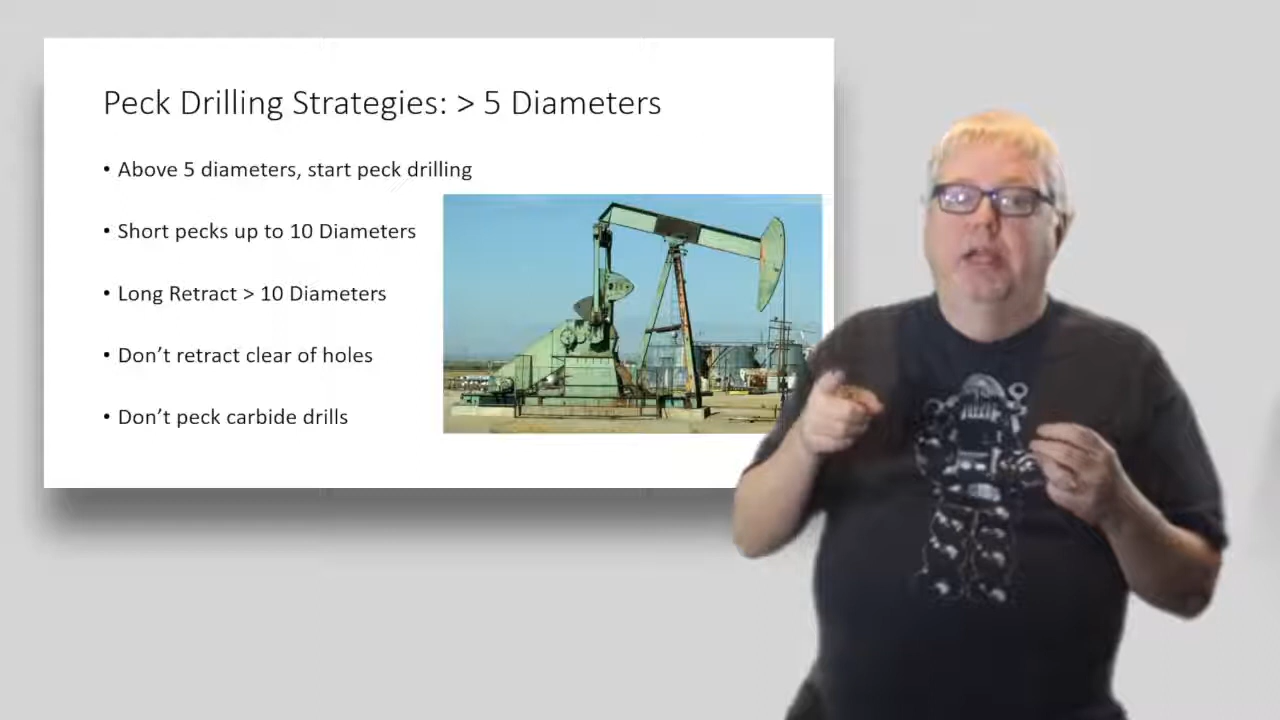 Peck Drilling Strategies: > 5 Diameters
• Above 5 diameters, start peck drilling
• Short pecks up to 10 Diameters
• Long Retract > 10 Diameters
• Don’t retract clear of holes
• Don’t peck carbide drills